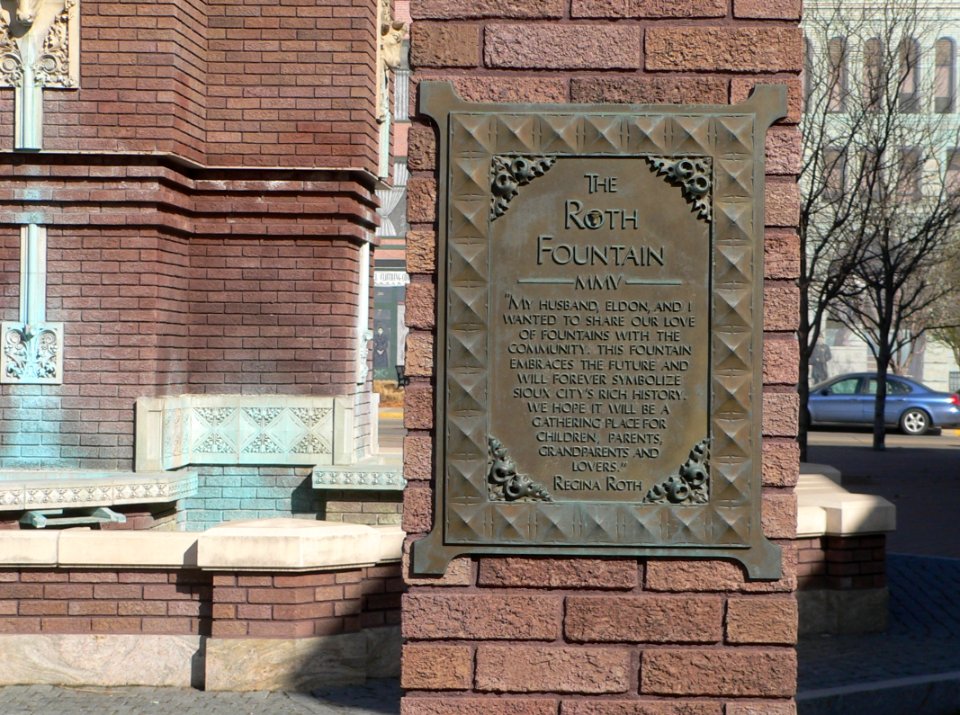 THE
ROTH
FOUNTAIN
MMV
"MY HUSBAND, ELDON, AND I
WANTED TO SHARE OUR LOVE
OF FOUNTAINS WITH THE
COMMUNITY. THIS FOUNTAIN
EMBRACES THE FUTURE AND
WILL FOREVER SYMBOLIZE
SIOUX CITY'S RICH HISTORY.
WE HOPE IT WILL BE A
GATHERING PLACE FOR
CHILDREN, PARENTS,
GRANDPARENTS AND
LOVERS."
REGINA ROTH